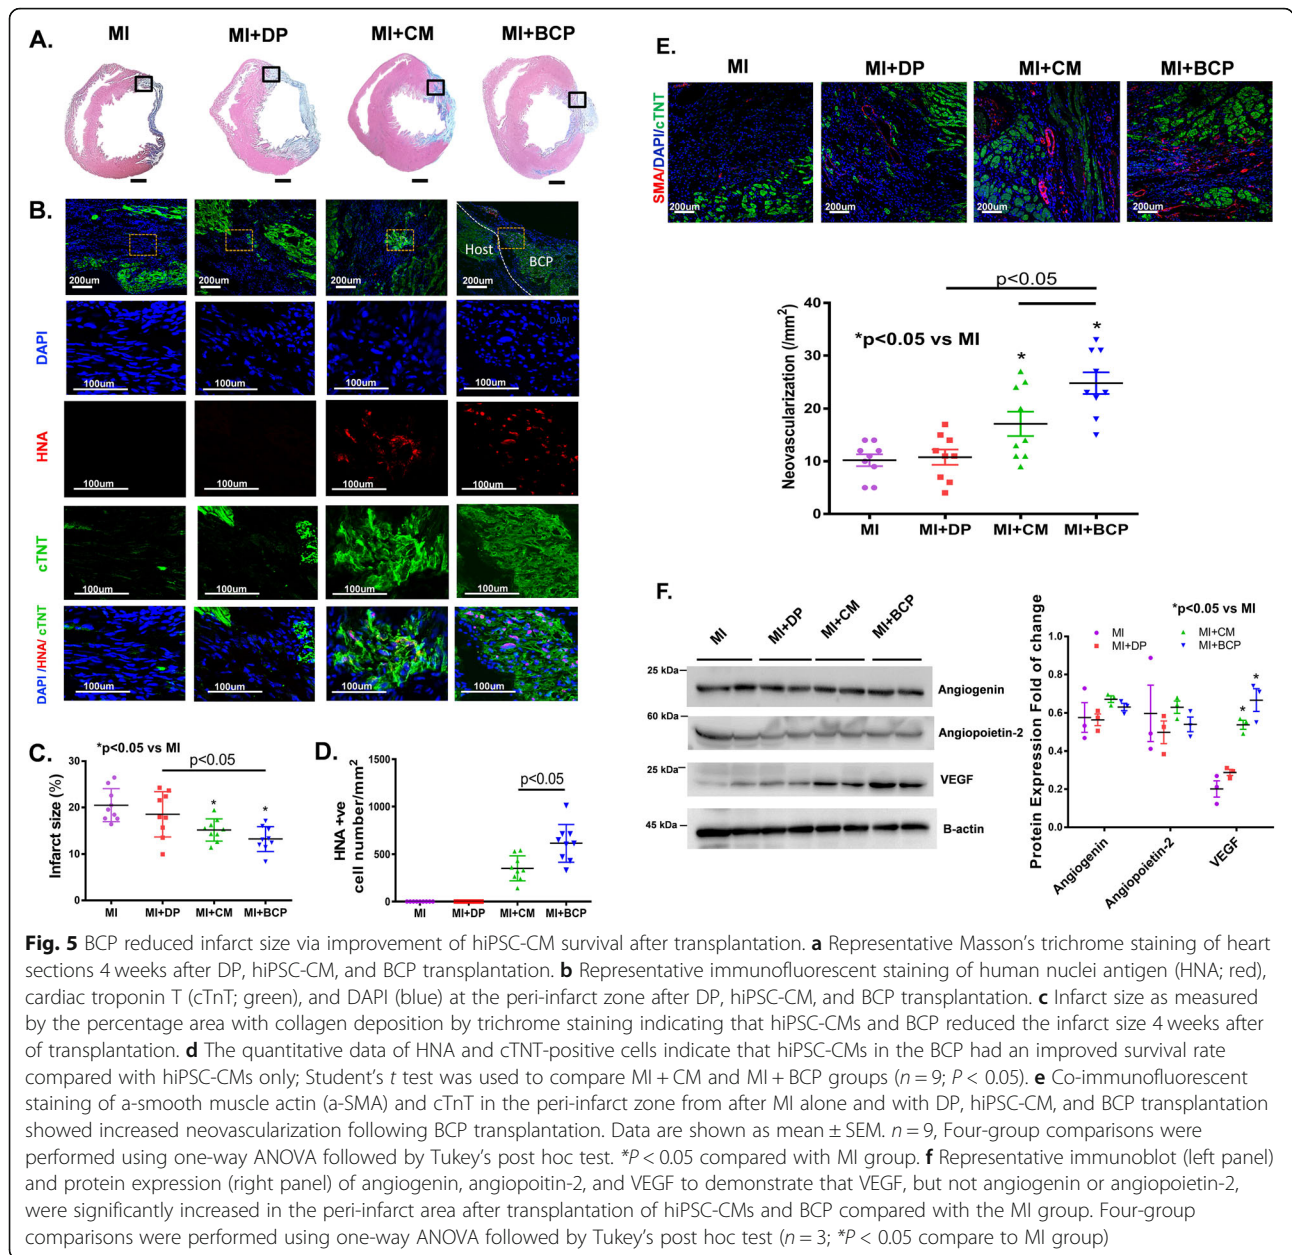 A.
MI
MI+DP
MI+CM
MI+BCP
B.
Host
BCP
200um
200um
200um
200um
DAPI
DAPI
100um
100um
100um
100um
HNA
100um
100um
100um
100um
cTNT
100um
100um
100um
100um
DAPI /HNA/ cTNT
100um
100um
100um
100um
C.
*p<0.05 vs MI
p<0.05
*
*
Infarct size (%)
30
20
10
0
MI
MI+DP
MI+CM
MI+BCP
D.
p<0.05
HNA +ve
cell number/mm2
1500
1000
500
0
MI
MI+DP
MI+CM
MI+BCP
E.
MI
MI+DP
MI+CM
MI+BCP
SMA/DAPI/cTNT
200um
200um
200um
200um
p<0.05
*p<0.05 vs MI
*
*
Neovascularization (/mm2)
40
30
20
10
0
MI
MI+DP
MI+CM
MI+BCP
F.
MI
MI+DP
MI+CM
MI+BCP
25 kDa
Angiogenin
60 kDa
Angiopoietin-2
25 kDa
VEGF
45 kDa
B-actin
*p<0.05 vs MI
MI
MI+DP
MI+CM
MI+BCP
*
*
Protein Expression Fold of change
1.0
0.8
0.6
0.4
0.2
0.0
Angiogenin
Angiopoietin-2
VEGF
Fig. 5 BCP reduced infarct size via improvement of hiPSC-CM survival after transplantation. a Representative Masson's trichrome staining of heart
sections 4 weeks after DP, hiPSC-CM, and BCP transplantation. b Representative immunofluorescent staining of human nuclei antigen (HNA; red),
cardiac troponin T (cTnT; green), and DAPI (blue) at the peri-infarct zone after DP, hiPSC-CM, and BCP transplantation. c Infarct size as measured
by the percentage area with collagen deposition by trichrome staining indicating that hiPSC-CMs and BCP reduced the infarct size 4 weeks after
of transplantation. d The quantitative data of HNA and cTNT-positive cells indicate that hiPSC-CMs in the BCP had an improved survival rate
compared with hiPSC-CMs only; Student's t test was used to compare MI + CM and MI + BCP groups (n = 9; P < 0.05). e Co-immunofluorescent
staining of a-smooth muscle actin (a-SMA) and cTnT in the peri-infarct zone from after MI alone and with DP, hiPSC-CM, and BCP transplantation
showed increased neovascularization following BCP transplantation. Data are shown as mean ± SEM. n = 9, Four-group comparisons were
performed using one-way ANOVA followed by Tukey's post hoc test. *P < 0.05 compared with MI group. f Representative immunoblot (left panel)
and protein expression (right panel) of angiogenin, angiopoitin-2, and VEGF to demonstrate that VEGF, but not angiogenin or angiopoietin-2,
were significantly increased in the peri-infarct area after transplantation of hiPSC-CMs and BCP compared with the MI group. Four-group
comparisons were performed using one-way ANOVA followed by Tukey's post hoc test (n = 3; *P < 0.05 compare to MI group)